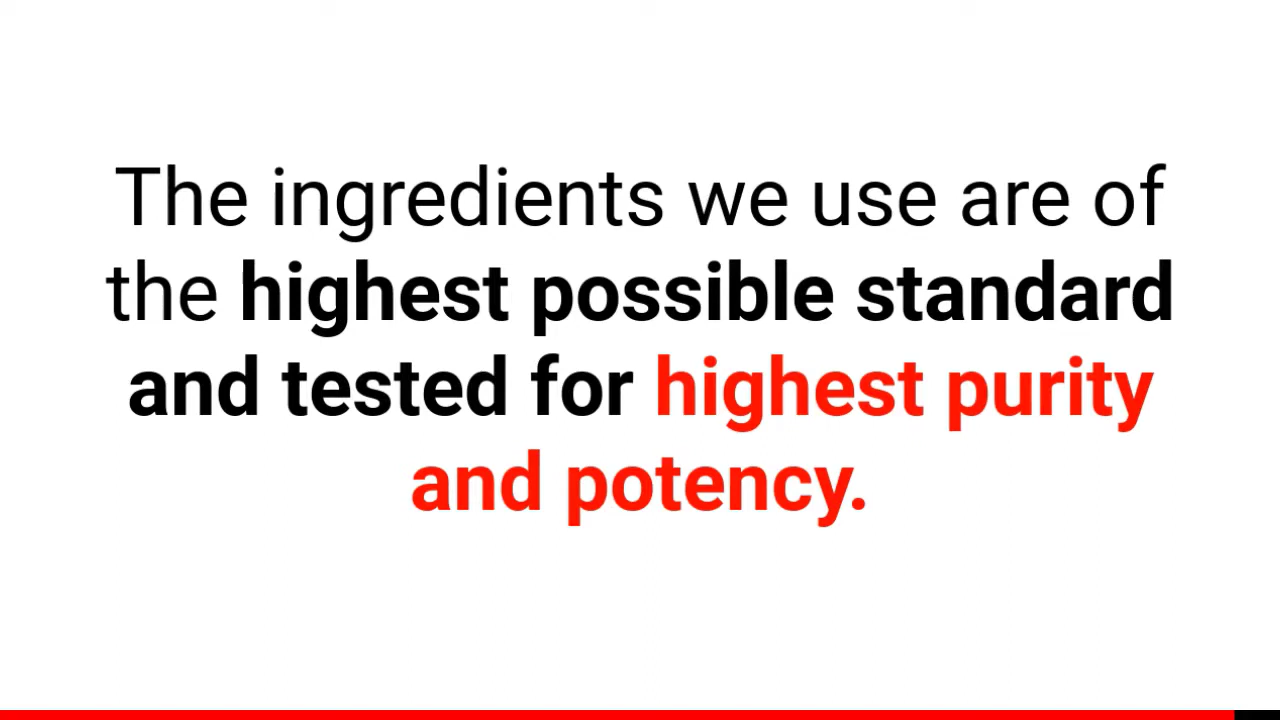 The ingredients we use are of
the highest possible standard
and tested for highest purity
and potency.